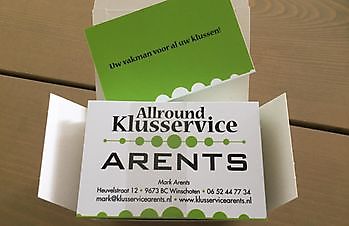 Uw vakman voor al uw klussen!
Allround
Klusservice
ARENTS
Mark Arents
Heuvelstraat 12 • 9673 BC Winschoten • 06 52 44 77 34
mark@klusservicearents.nl • www.klusservicearents.nl